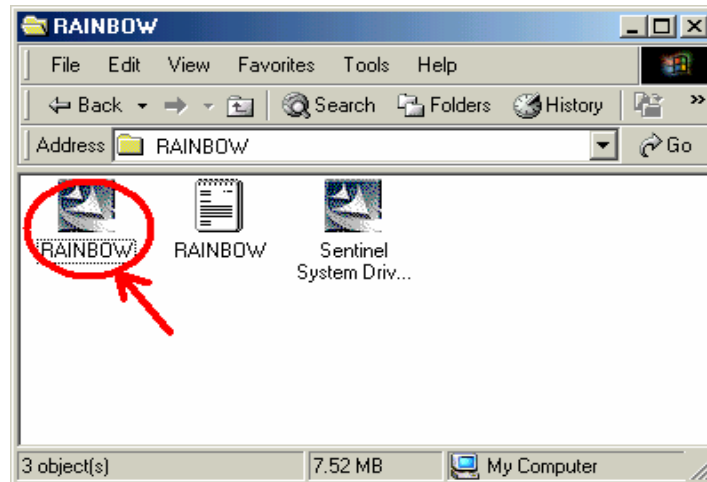 RAINBOW
File Edit View Favorites Tools Help
Back Search Folders History »
Address RAINBOW Go
RAINBOW RAINBOW Sentinel
System Driv...
3 object(s) 7.52 MB My Computer